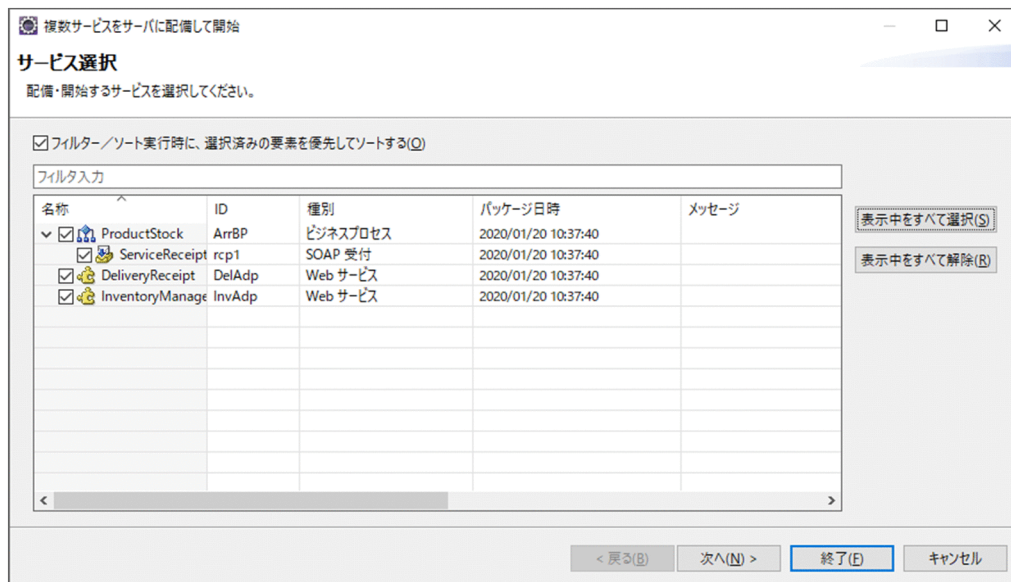 複数サービスをサーバに配備して開始
サービス選択
配備・開始するサービスを選択してください。
フィルター／ソート実行時に、選択済みの要素を優先してソートする(O)
フィルタ入力
名称 ID 種別 パッケージ日時 メッセージ
ProductStock ArrBP ビジネスプロセス 2020/01/20 10:37:40
ServiceReceipt rcp1 SOAP 受付 2020/01/20 10:37:40
DeliveryReceipt DelAdp Web サービス 2020/01/20 10:37:40
InventoryManage InvAdp Web サービス 2020/01/20 10:37:40
表示中をすべて選択(S)
表示中をすべて解除(R)
< 戻る(B) 次へ(N) > 終了(F) キャンセル